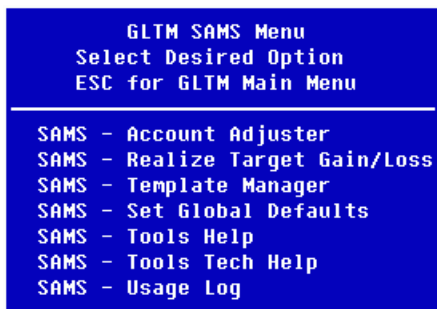 GLTM SAMS Menu
Select Desired Option
ESC for GLTM Main Menu
SAMS - Account Adjuster
SAMS - Realize Target Gain/Loss
SAMS - Template Manager
SAMS - Set Global Defaults
SAMS - Tools Help
SAMS - Tools Tech Help
SAMS - Usage Log